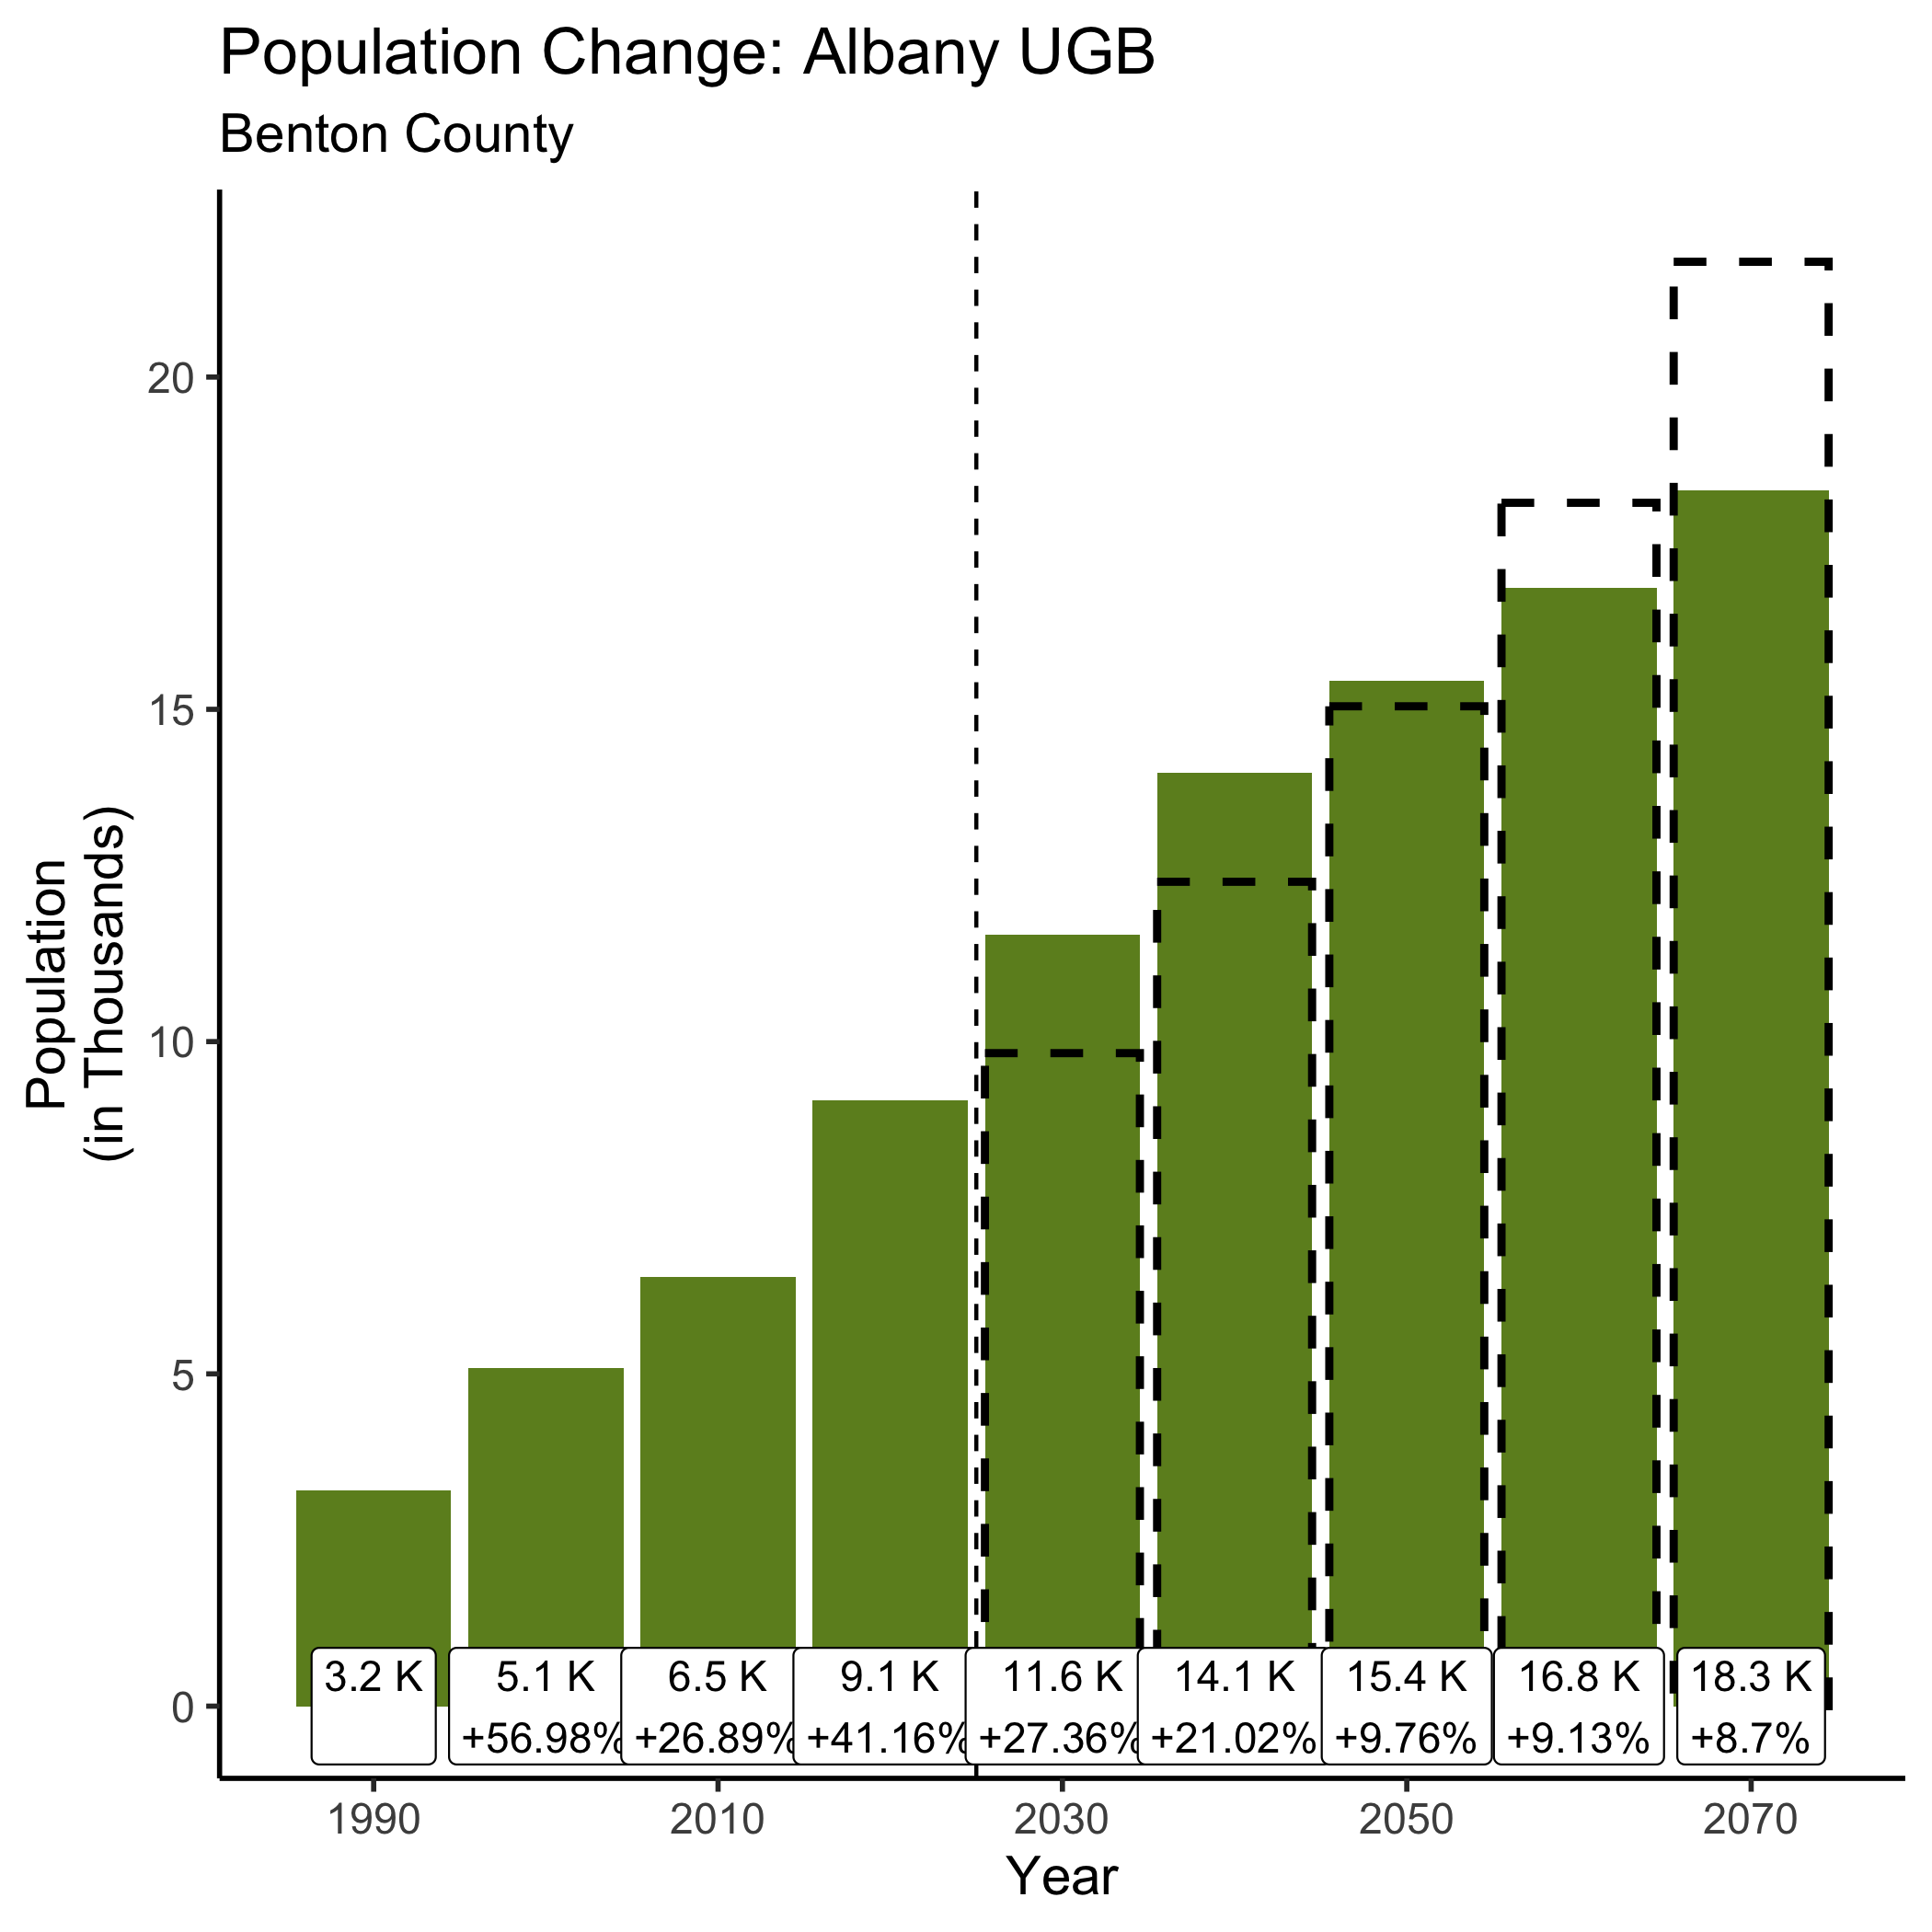 Population Change: Albany UGB
Benton County
Population
(in Thousands)
20
15
10
5
0
3.2 K
5.1 K
+56.98%
6.5 K
+26.89%
9.1 K
+41.16%
11.6 K
+27.36%
14.1 K
+21.02%
15.4 K
+9.76%
16.8 K
+9.13%
18.3 K
+8.7%
1990
2010
2030
2050
2070
Year